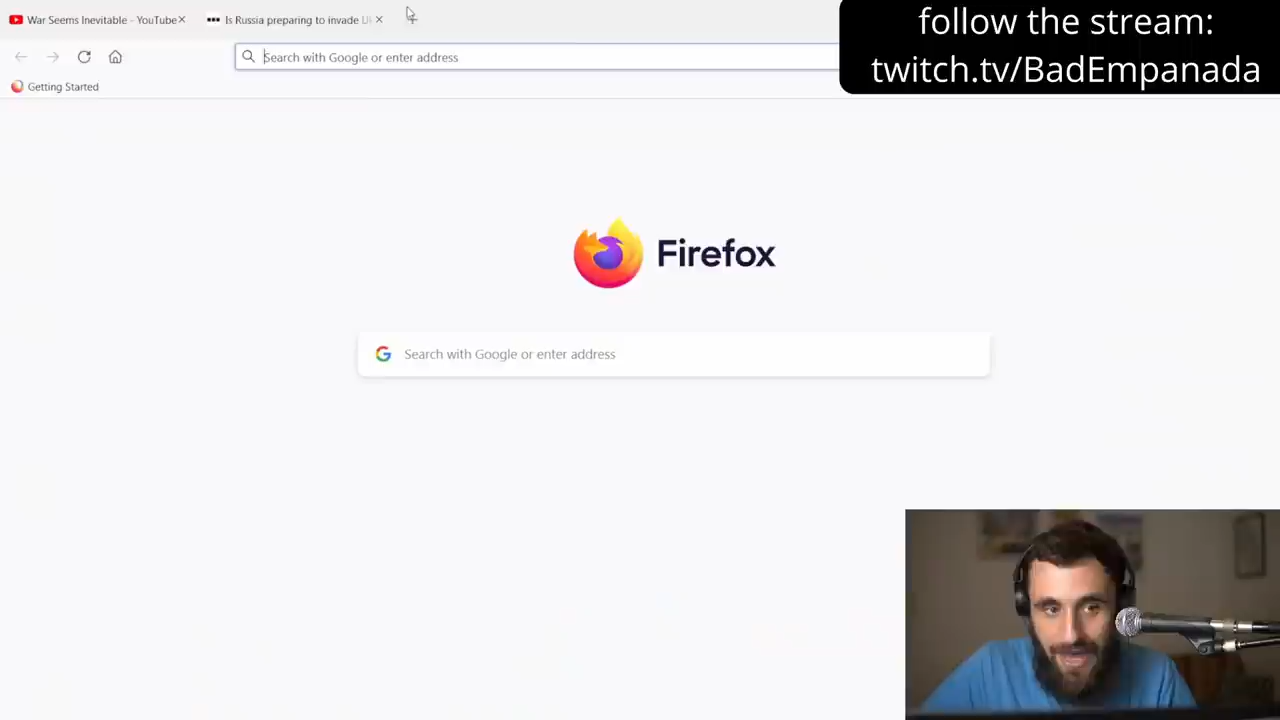 War Seems Inevitable - YouTube
Is Russia preparing to invade
follow the stream:
twitch.tv/BadEmpanada
Search with Google or enter address
Getting Started
Firefox
Search with Google or enter address